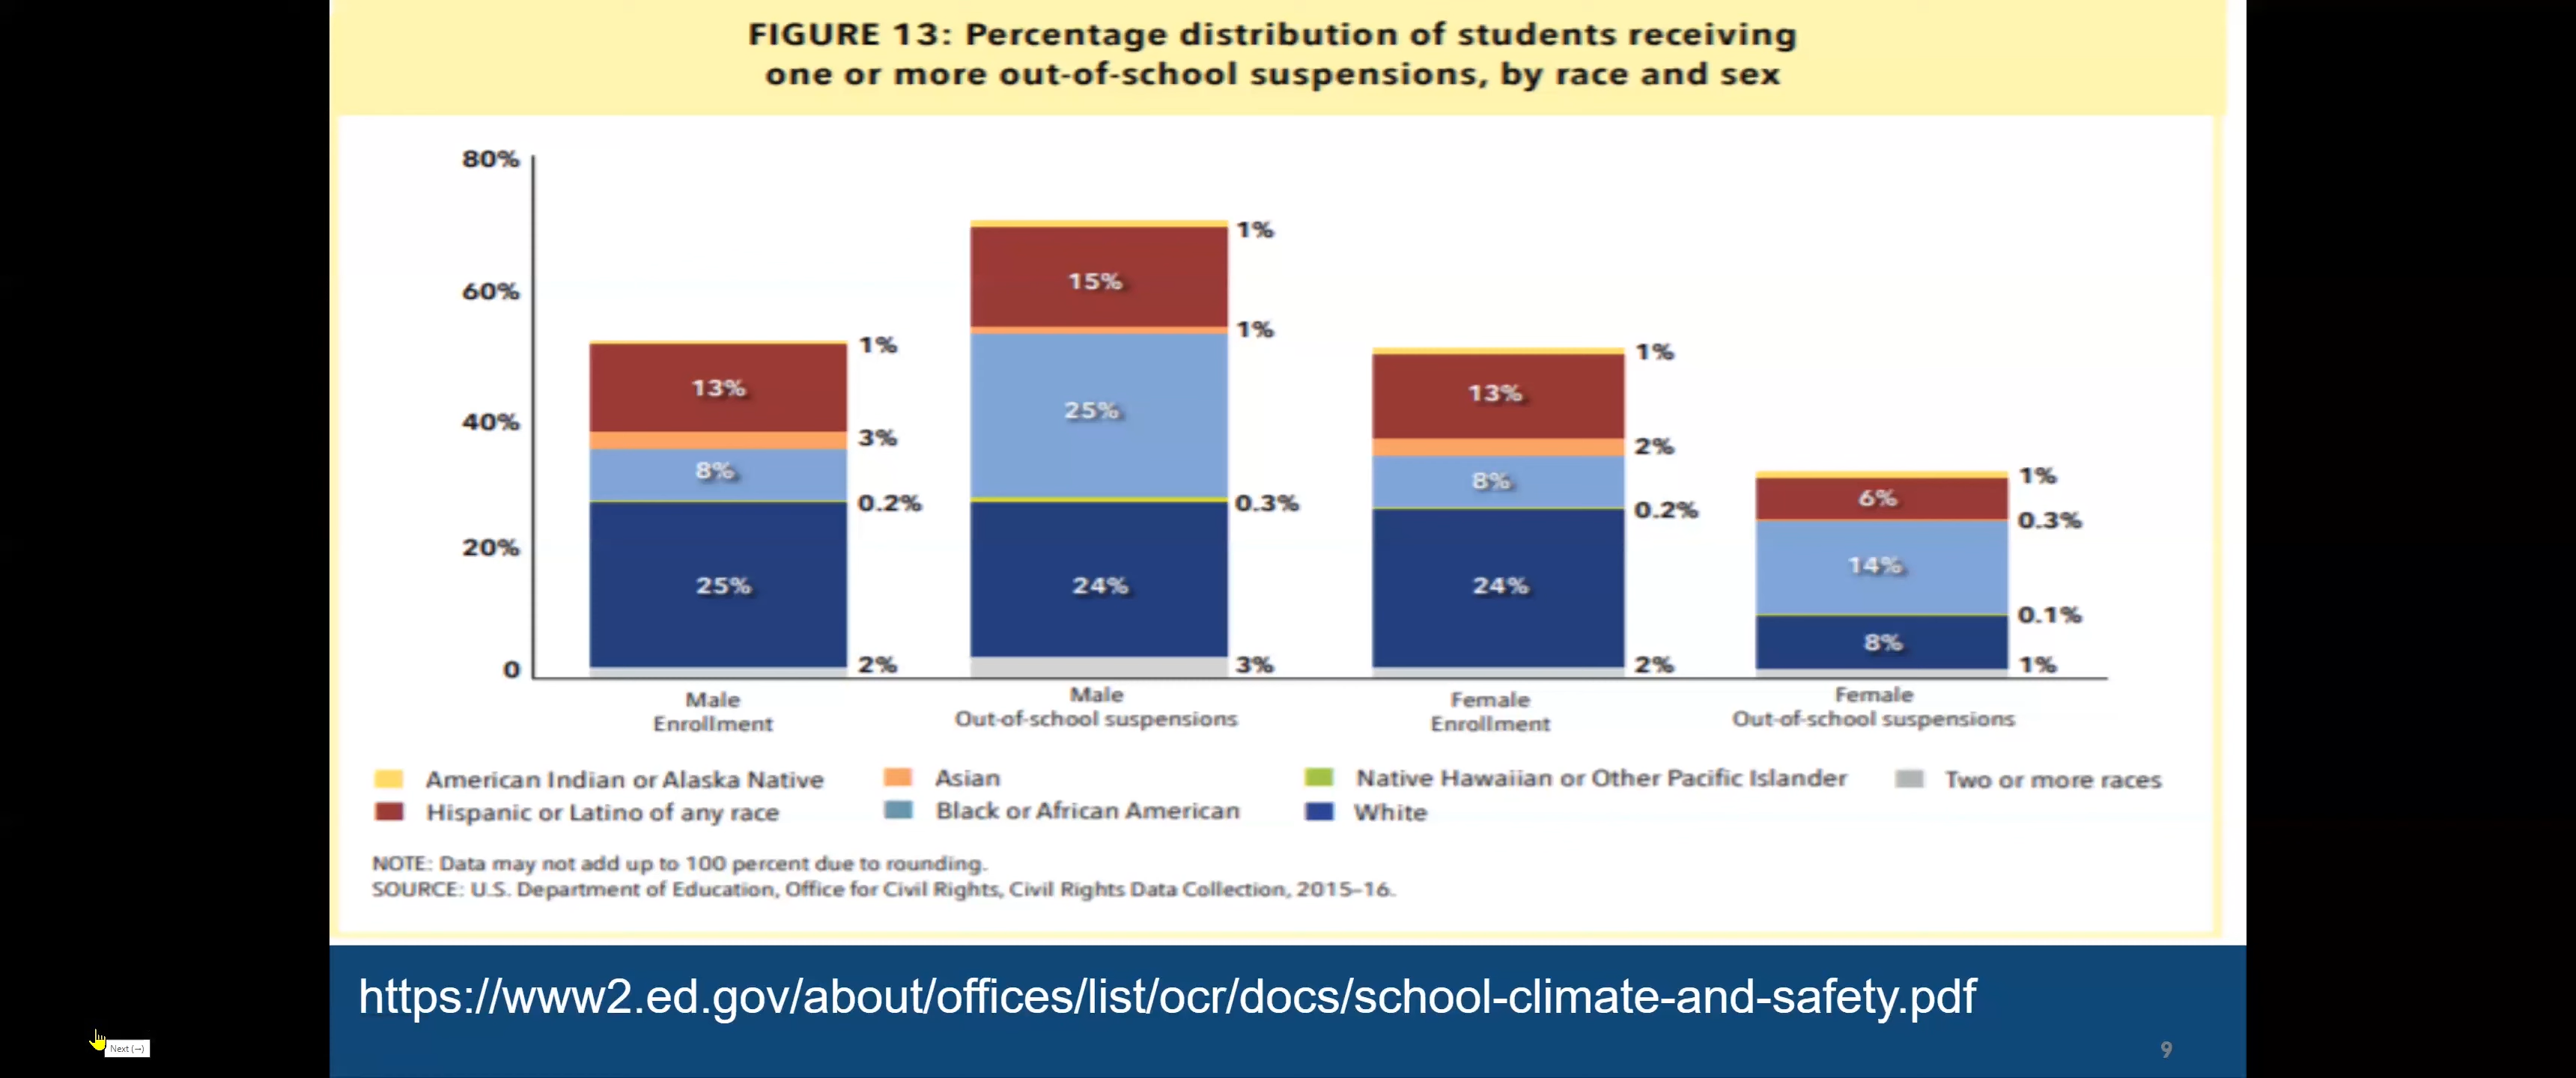 FIGURE 13: Percentage distribution of students receiving
one or more out-of-school suspensions, by race and sex
80%
60%
40%
20%
0
1%
13%
3%
8%
0.2%
25%
2%
1%
15%
1%
25%
0.3%
24%
3%
1%
13%
2%
8%
0.2%
24%
2%
1%
6%
0.3%
14%
0.1%
8%
1%
Male
Enrollment
Male
Out-of-school suspensions
Female
Enrollment
Female
Out-of-school suspensions
American Indian or Alaska Native
Asian
Native Hawaiian or Other Pacific Islander
Two or more races
Hispanic or Latino of any race
Black or African American
White
NOTE: Data may not add up to 100 percent due to rounding.
SOURCE: U.S. Department of Education, Office for Civil Rights, Civil Rights Data Collection, 2015–16.
https://www2.ed.gov/about/offices/list/ocr/docs/school-climate-and-safety.pdf
Next (→)
9